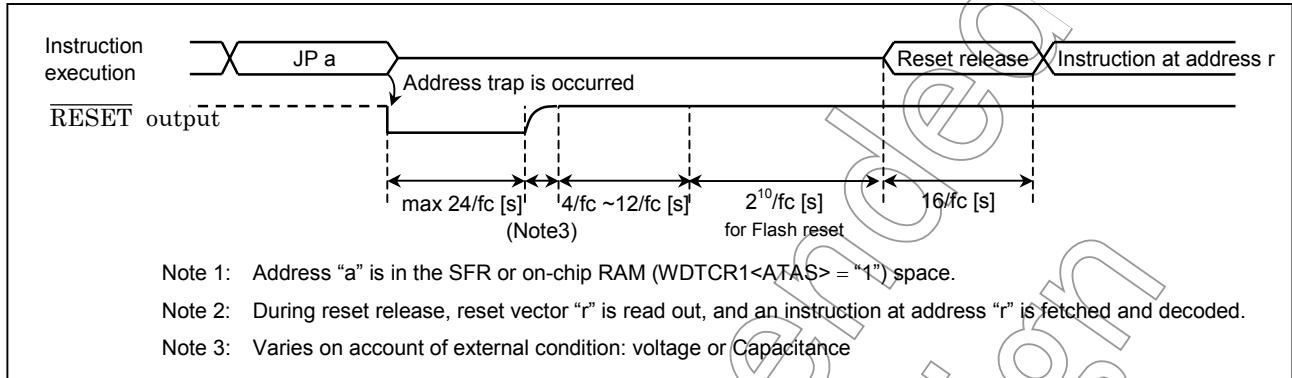 Instruction
execution
JP a
Reset release
Instruction at address r
Address trap is occurred
RESET output
max 24/fc [s]
4/fc ~12/fc [s]
2^10/fc [s]
16/fc [s]
(Note3)
for Flash reset
Note 1: Address “a” is in the SFR or on-chip RAM (WDTCR1<ATAS> = “1”) space.
Note 2: During reset release, reset vector “r” is read out, and an instruction at address “r” is fetched and decoded.
Note 3: Varies on account of external condition: voltage or Capacitance